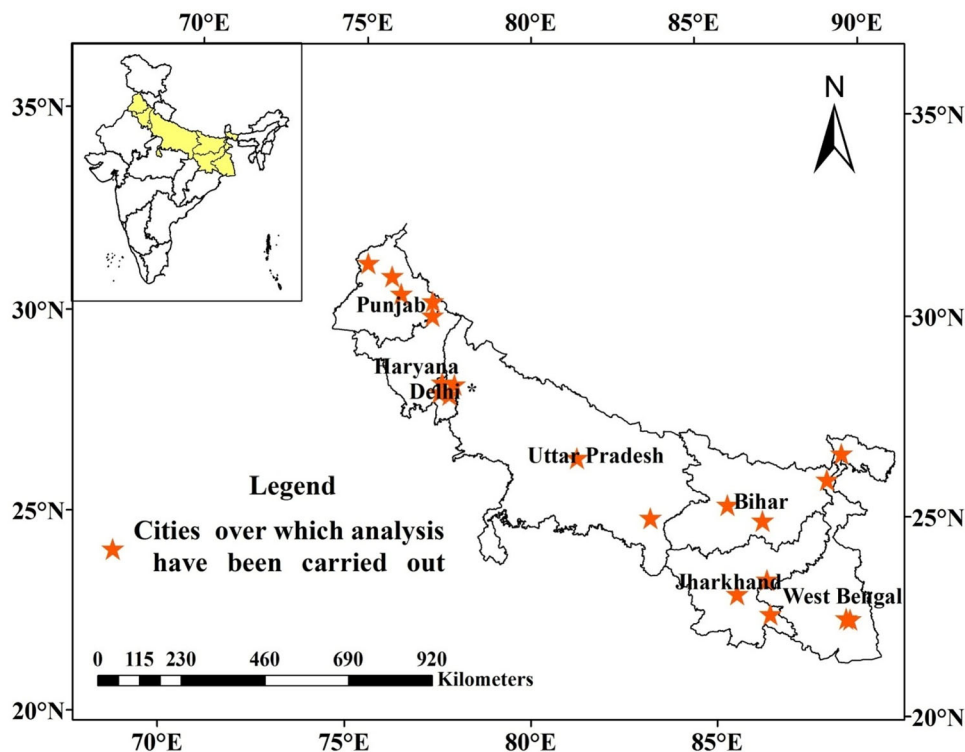 70°E 75°E 80°E 85°E 90°E
N
35°N 35°N
30°N 30°N
Punjab
Haryana
Delhi *
Uttar Pradesh
Bihar
25°N 25°N
Legend
Cities over which analysis
have been carried out
Jharkhand
West Bengal
0 115 230 460 690 920
Kilometers
20°N 20°N
70°E 75°E 80°E 85°E 90°E